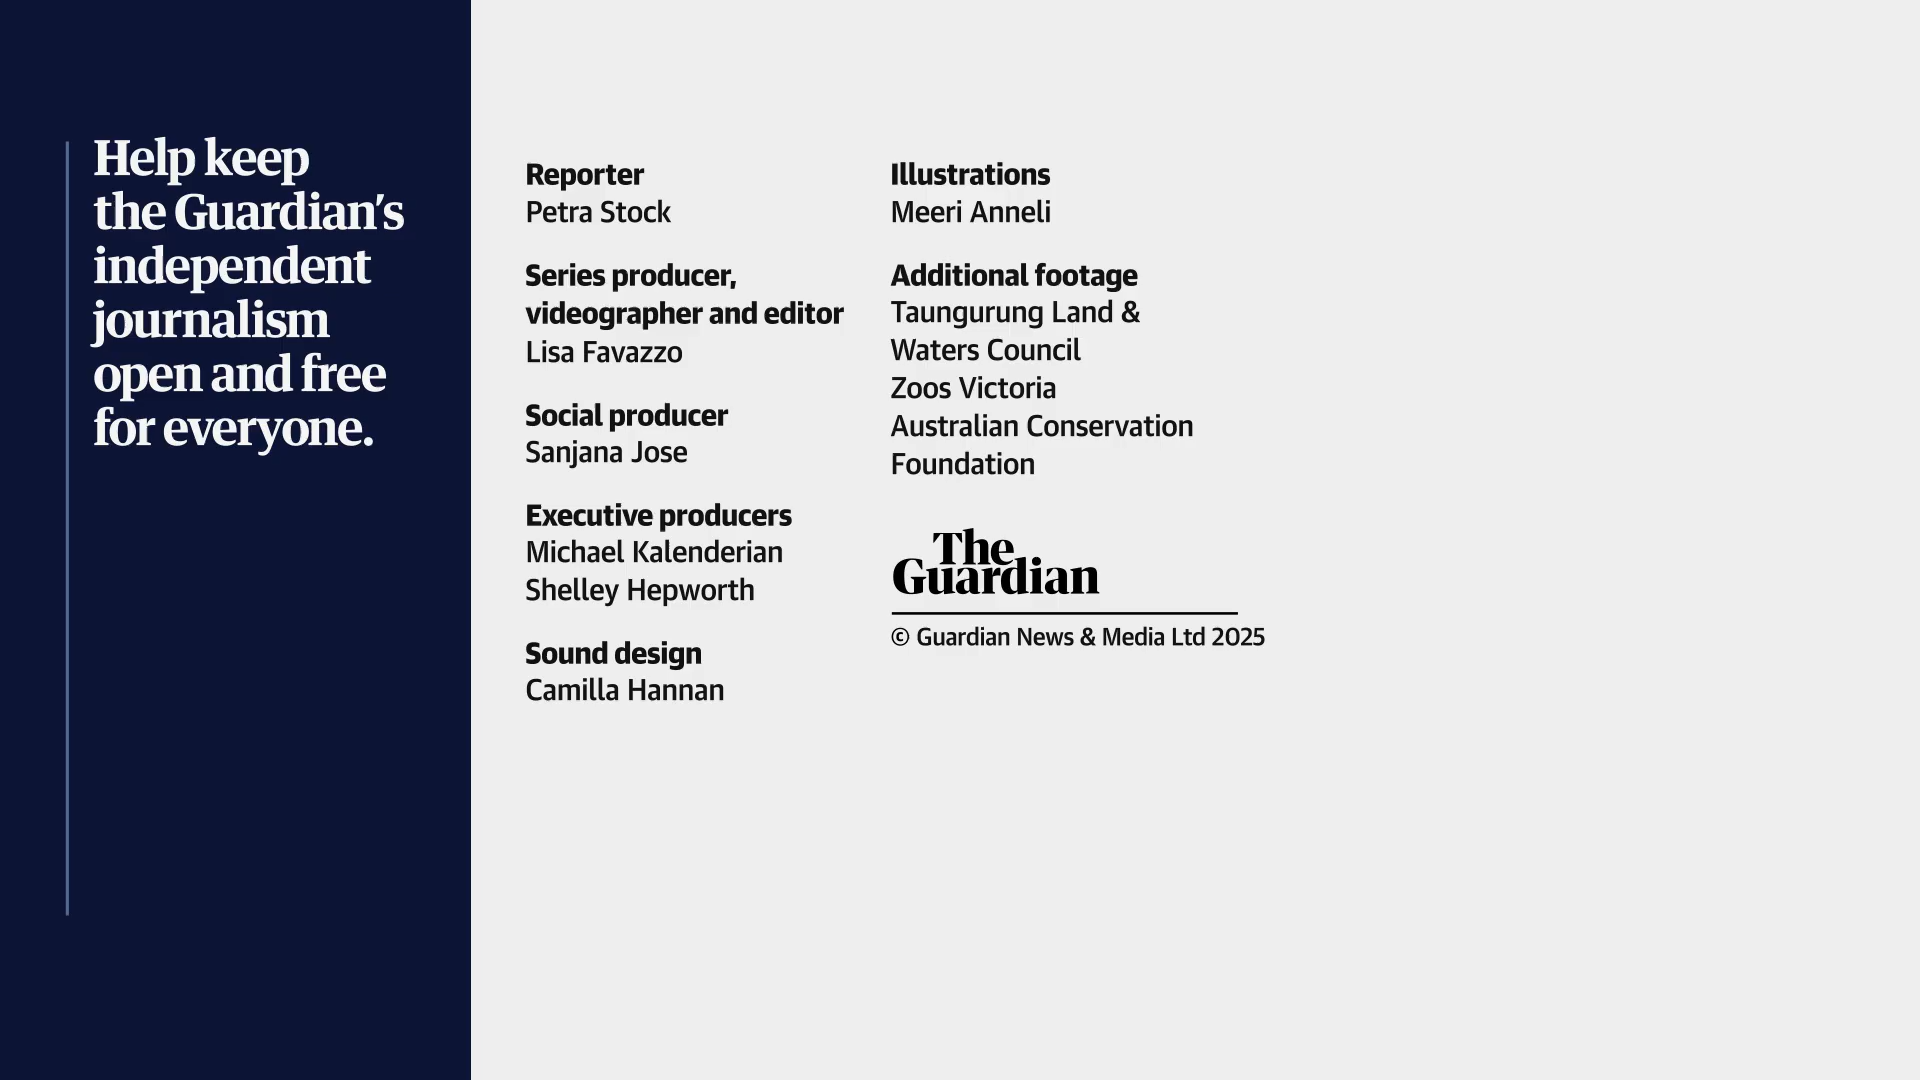 Help keep
the Guardian’s
independent
journalism
open and free
for everyone.
Reporter
Petra Stock
Series producer,
videographer and editor
Lisa Favazzo
Social producer
Sanjana Jose
Executive producers
Michael Kalenderian
Shelley Hepworth
Sound design
Camilla Hannan
Illustrations
Meeri Anneli
Additional footage
Taungurung Land &
Waters Council
Zoos Victoria
Australian Conservation
Foundation
The
Guardian
© Guardian News & Media Ltd 2025